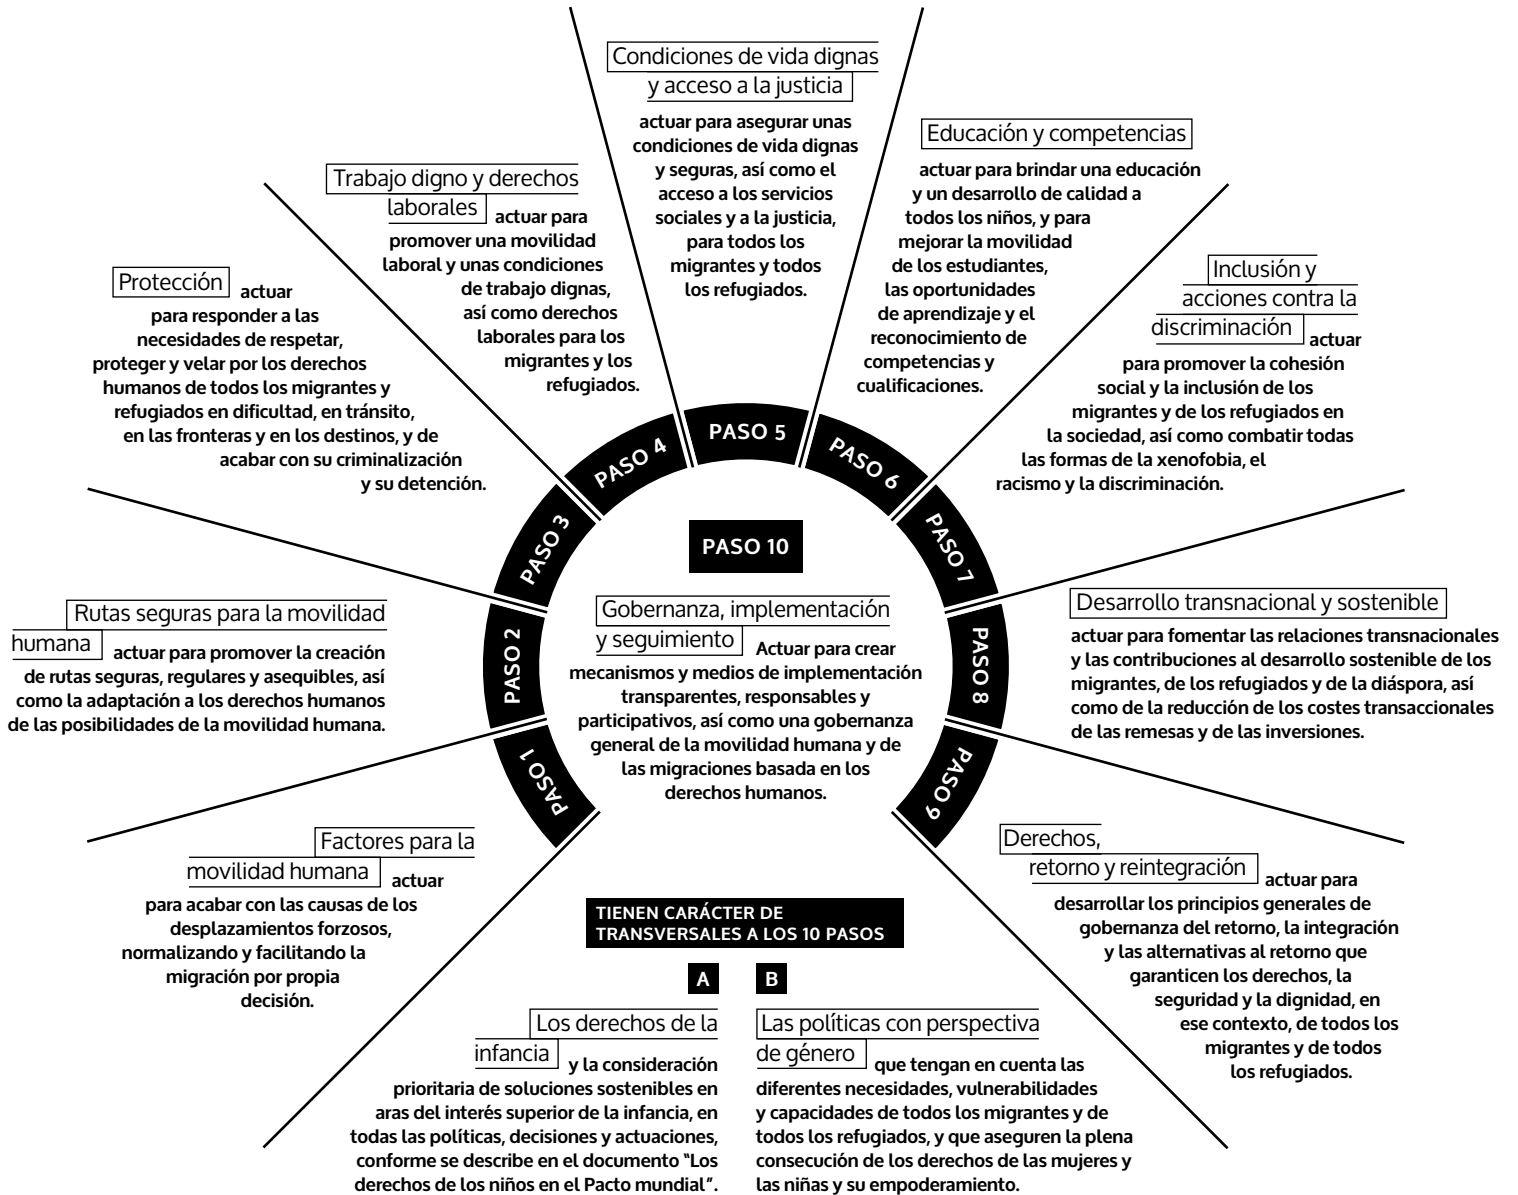 PASO 1
Factores para la
movilidad humana actuar
para acabar con las causas de los
desplazamientos forzosos,
normalizando y facilitando la
migración por propia
decisión.
PASO 2
Rutas seguras para la movilidad
humana actuar para promover la creación
de rutas seguras, regulares y asequibles, así
como la adaptación a los derechos humanos
de las posibilidades de la movilidad humana.
PASO 3
Protección actuar
para responder a las
necesidades de respetar,
proteger y velar por los derechos
humanos de todos los migrantes y
refugiados en dificultad, en tránsito,
en las fronteras y en los destinos, y de
acabar con su criminalización
y su detención.
PASO 4
Trabajo digno y derechos
laborales actuar para
promover una movilidad
laboral y unas condiciones
de trabajo dignas,
así como derechos
laborales para los
migrantes y los
refugiados.
PASO 5
Condiciones de vida dignas
y acceso a la justicia
actuar para asegurar unas
condiciones de vida dignas
y seguras, así como el
acceso a los servicios
sociales y a la justicia,
para todos los
migrantes y todos
los refugiados.
PASO 6
Educación y competencias
actuar para brindar una educación
y un desarrollo de calidad a
todos los niños, y para
mejorar la movilidad
de los estudiantes,
las oportunidades
de aprendizaje y el
reconocimiento de
competencias y
cualificaciones.
PASO 7
Inclusión y
acciones contra la
discriminación actuar
para promover la cohesión
social y la inclusión de los
migrantes y de los refugiados en
la sociedad, así como combatir todas
las formas de la xenofobia, el
racismo y la discriminación.
PASO 8
Desarrollo transnacional y sostenible
actuar para fomentar las relaciones transnacionales
y las contribuciones al desarrollo sostenible de los
migrantes, de los refugiados y de la diáspora, así
como de la reducción de los costes transaccionales
de las remesas y de las inversiones.
PASO 9
Derechos,
retorno y reintegración actuar para
desarrollar los principios generales de
gobernanza del retorno, la integración
y las alternativas al retorno que
garanticen los derechos, la
seguridad y la dignidad, en
ese contexto, de todos los
migrantes y de todos
los refugiados.
PASO 10
Gobernanza, implementación
y seguimiento Actuar para crear
mecanismos y medios de implementación
transparentes, responsables y
participativos, así como una gobernanza
general de la movilidad humana y de
las migraciones basada en los
derechos humanos.
TIENEN CARÁCTER DE
TRANSVERSALES A LOS 10 PASOS
A
Los derechos de la
infancia y la consideración
prioritaria de soluciones sostenibles en
aras del interés superior de la infancia, en
todas las políticas, decisiones y actuaciones,
conforme se describe en el documento “Los
derechos de los niños en el Pacto mundial”.
B
Las políticas con perspectiva
de género que tengan en cuenta las
diferentes necesidades, vulnerabilidades
y capacidades de todos los migrantes y de
todos los refugiados, y que aseguren la plena
consecución de los derechos de las mujeres y
las niñas y su empoderamiento.